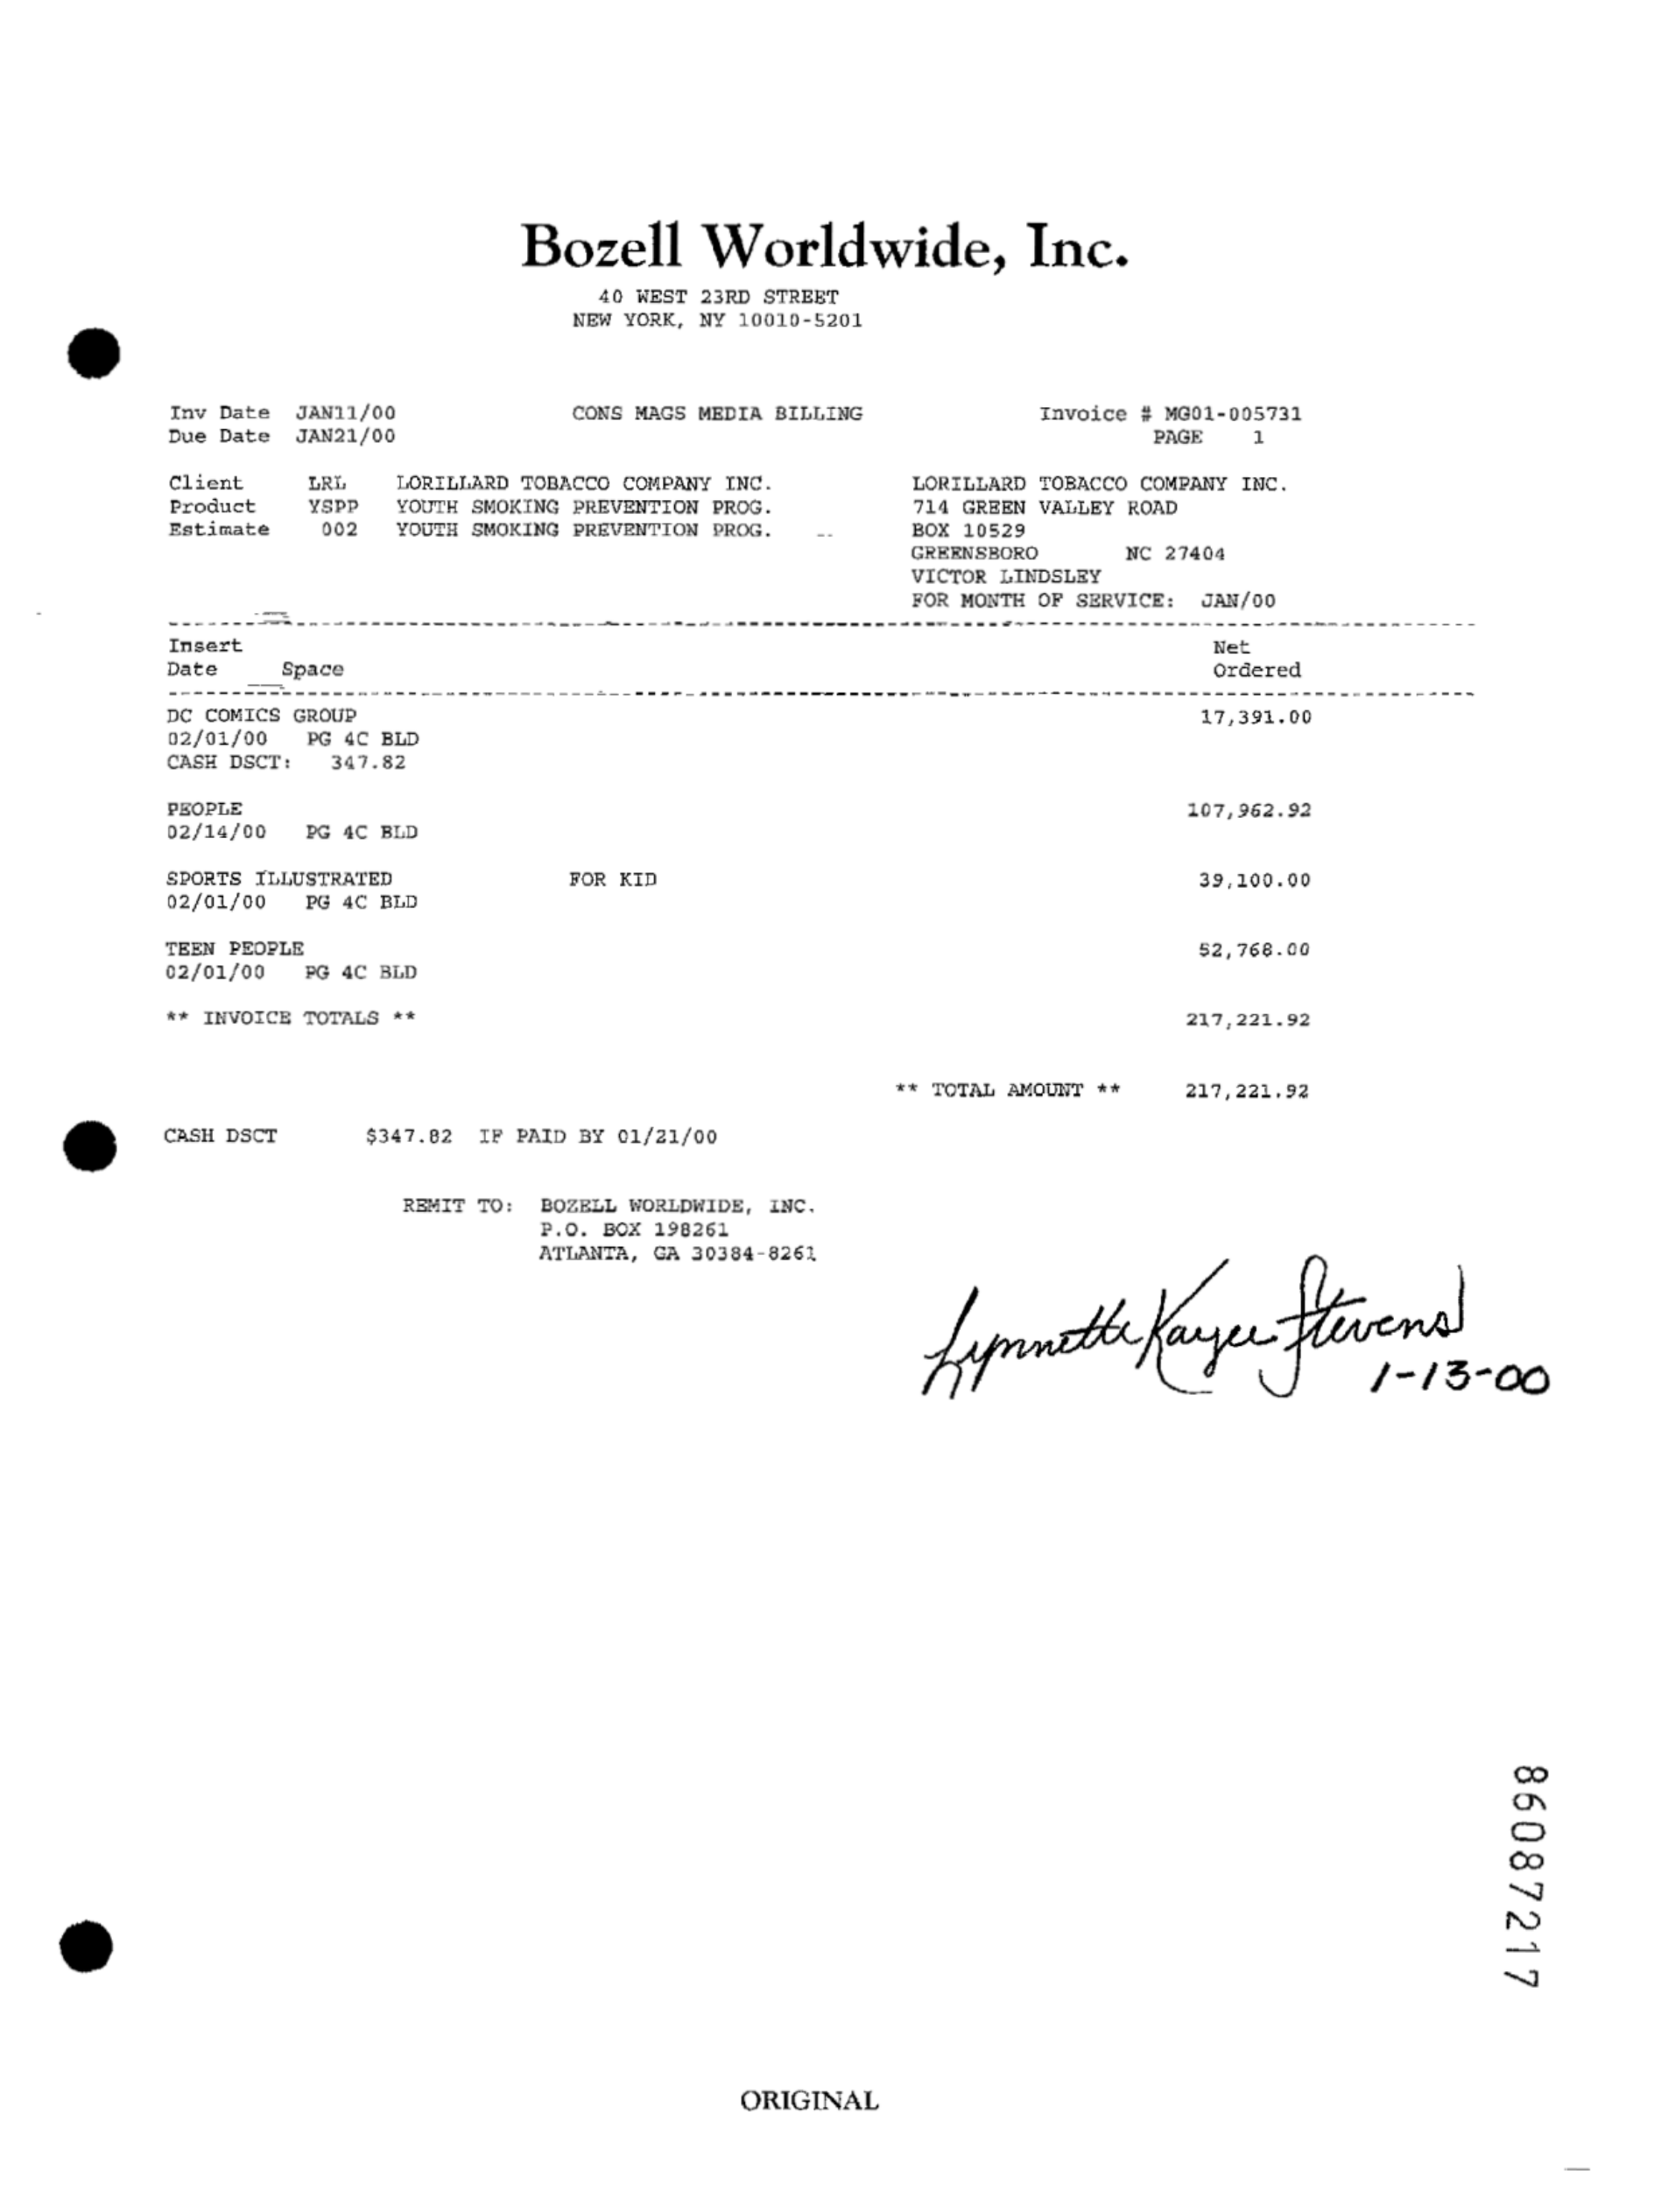 Bozell Worldwide, Inc.
40 WEST 23RD STREET
NEW YORK, NY 10010-5201
Inv Date JAN11/00 CONS MAGS MEDIA BILLING Invoice # MG01-005731
Due Date JAN21/00 PAGE 1
Client LRL LORILLARD TOBACCO COMPANY INC. LORILLARD TOBACCO COMPANY INC.
Product YSPP YOUTH SMOKING PREVENTION PROG. 714 GREEN VALLEY ROAD
Estimate 002 YOUTH SMOKING PREVENTION PROG. -- BOX 10529
GREENSBORO NC 27404
VICTOR LINDSLEY
FOR MONTH OF SERVICE: JAN/00
Insert Net
Date Space Ordered
DC COMICS GROUP 17,391.00
02/01/00 PG 4C BLD
CASH DSCT: 347.82
PEOPLE 107,962.92
02/14/00 PG 4C BLD
SPORTS ILLUSTRATED FOR KID 39,100.00
02/01/00 PG 4C BLD
TEEN PEOPLE 52,768.00
02/01/00 PG 4C BLD
** INVOICE TOTALS ** 217,221.92
** TOTAL AMOUNT ** 217,221.92
CASH DSCT $347.82 IF PAID BY 01/21/00
REMIT TO: BOZELL WORLDWIDE, INC.
P.O. BOX 198261
ATLANTA, GA 30384-8261
Lynnette Kayee Stevens
1-13-00
86087217
ORIGINAL